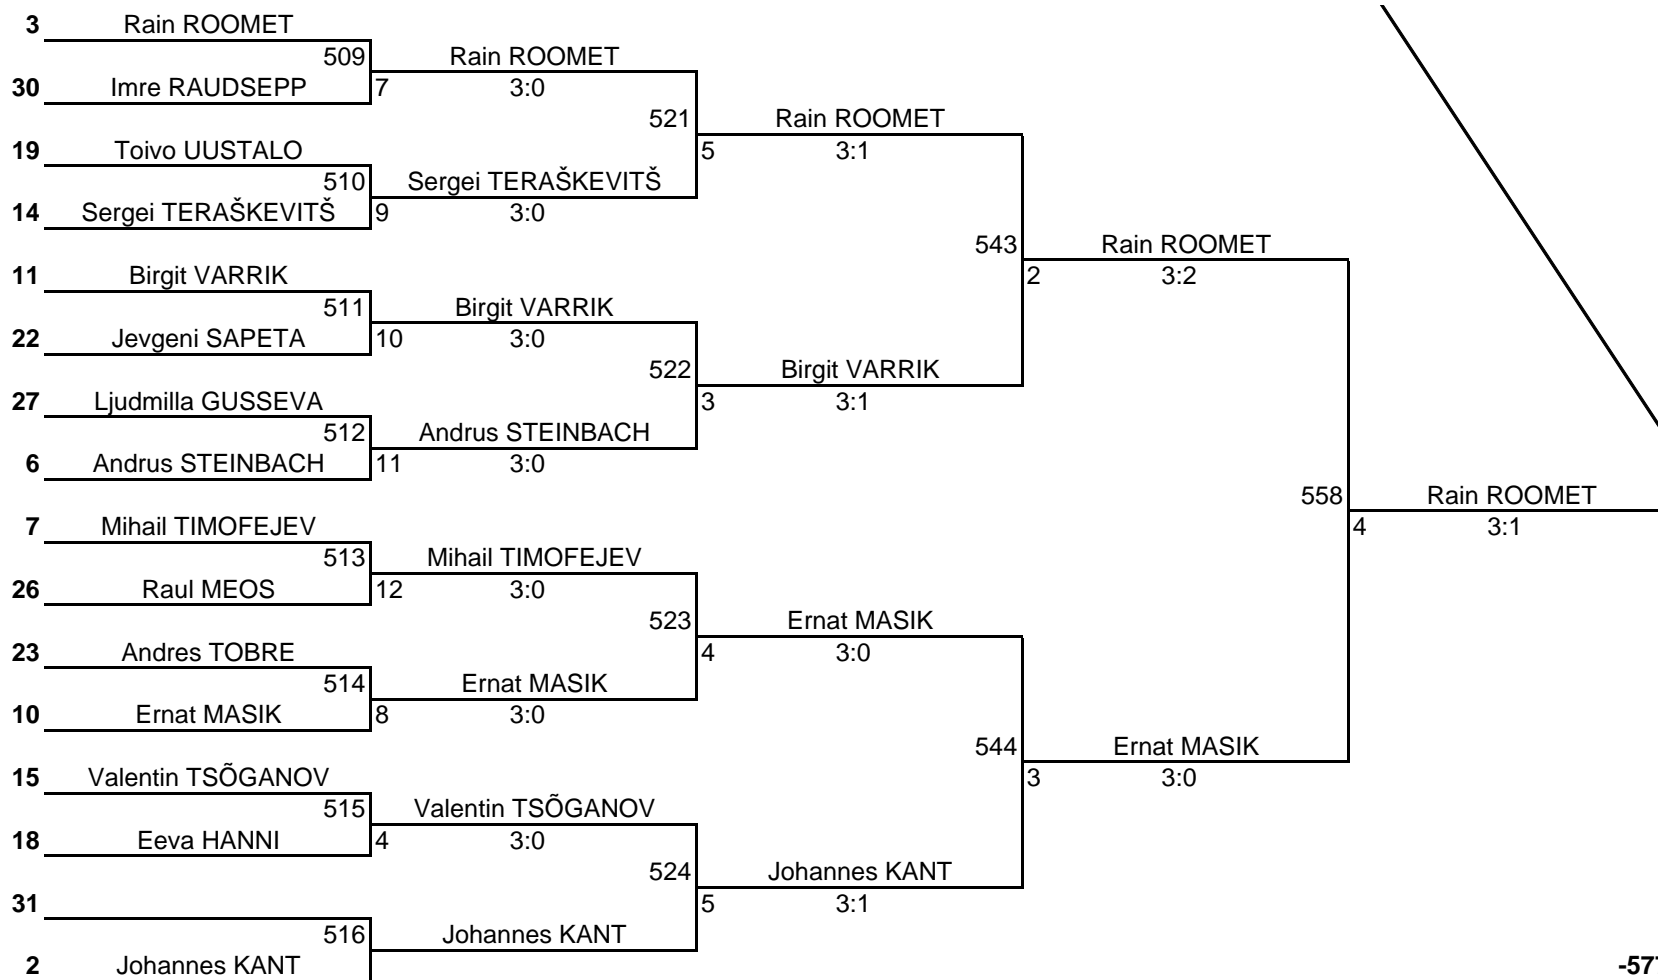 3 Rain ROOMET
509 Rain ROOMET
30 Imre RAUDSEPP 7 3:0
521 Rain ROOMET
19 Toivo UUSTALO 5 3:1
510 Sergei TERAŠKEVITŠ
14 Sergei TERAŠKEVITŠ 9 3:0
543 Rain ROOMET
11 Birgit VARRIK 2 3:2
511 Birgit VARRIK
22 Jevgeni SAPETA 10 3:0
522 Birgit VARRIK
27 Ljudmilla GUSSEVA 3 3:1
512 Andrus STEINBACH
6 Andrus STEINBACH 11 3:0
558 Rain ROOMET
7 Mihail TIMOFEJEV 4 3:1
513 Mihail TIMOFEJEV
26 Raul MEOS 12 3:0
523 Ernat MASIK
23 Andres TOBRE 4 3:0
514 Ernat MASIK
10 Ernat MASIK 8 3:0
544 Ernat MASIK
15 Valentin TSÕGANOV 3 3:0
515 Valentin TSÕGANOV
18 Eeva HANNI 4 3:0
524 Johannes KANT
31 5 3:1
516 Johannes KANT
2 Johannes KANT -577